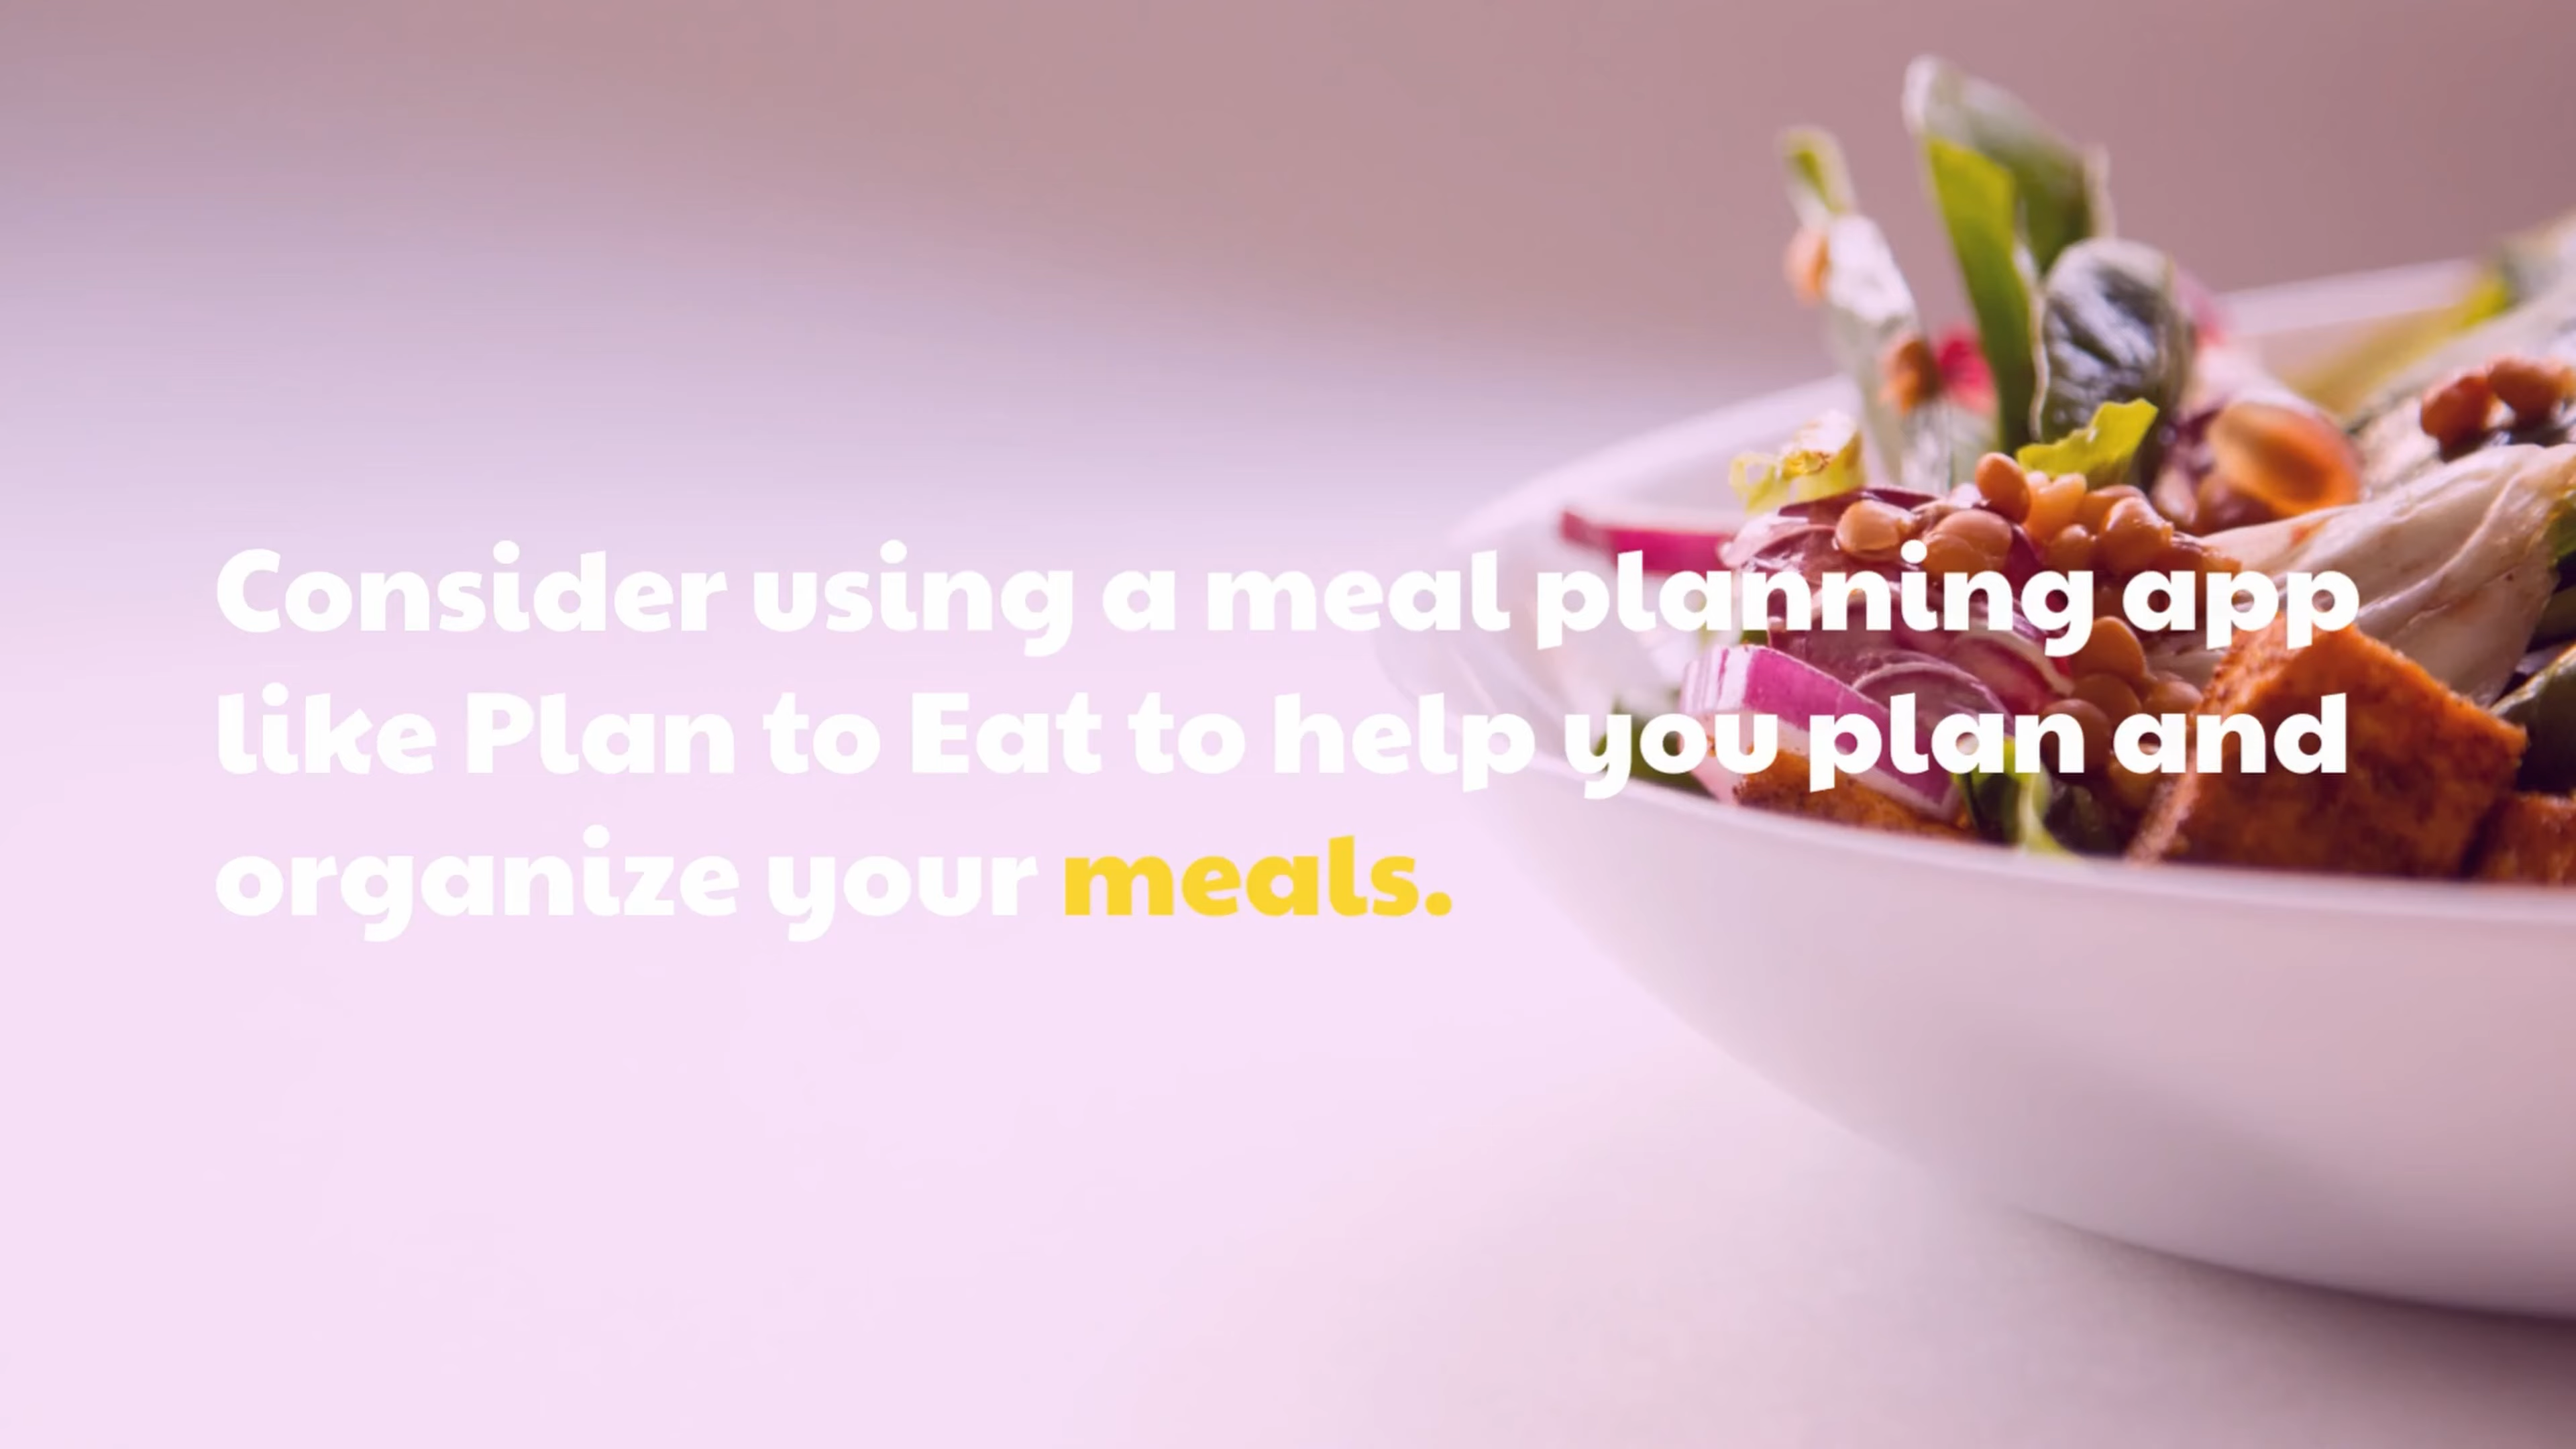 Consider using a meal planning app
like Plan to Eat to help you plan and
organize your meals.